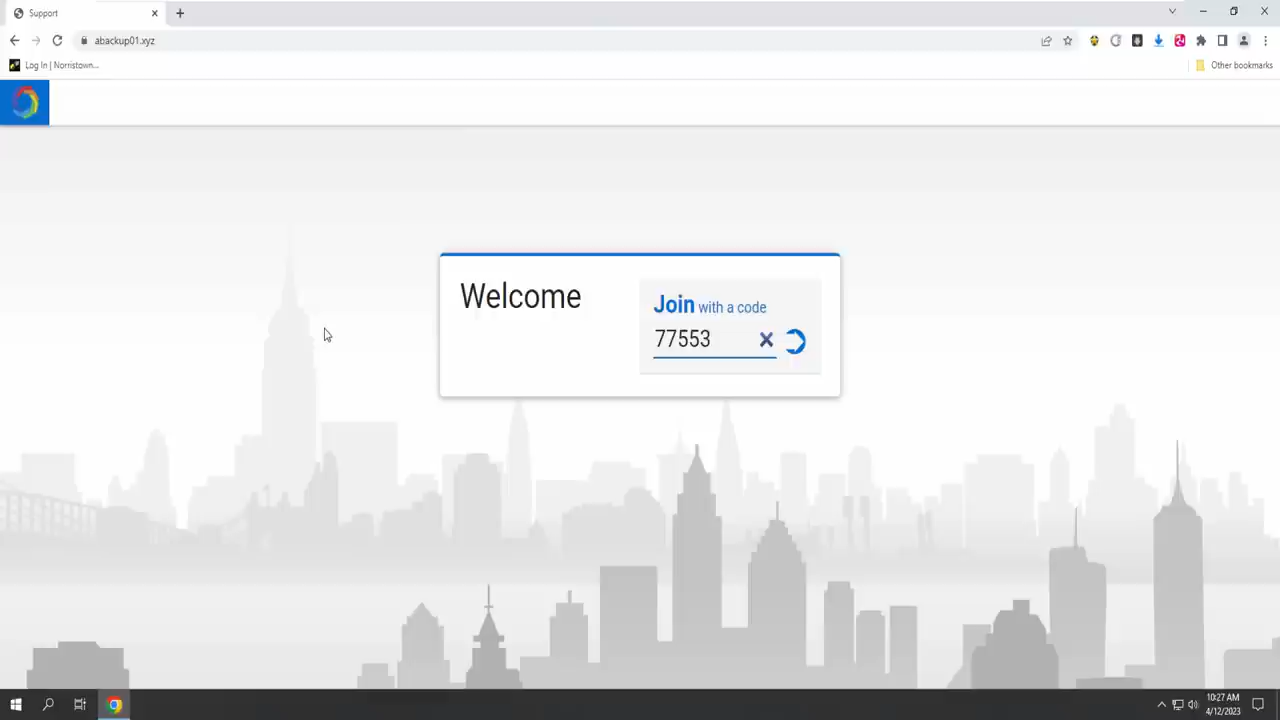 Support
abackup01.xyz
Log In | Norristown...
Other bookmarks
Welcome
Join with a code
77553
10:27 AM
4/12/2023